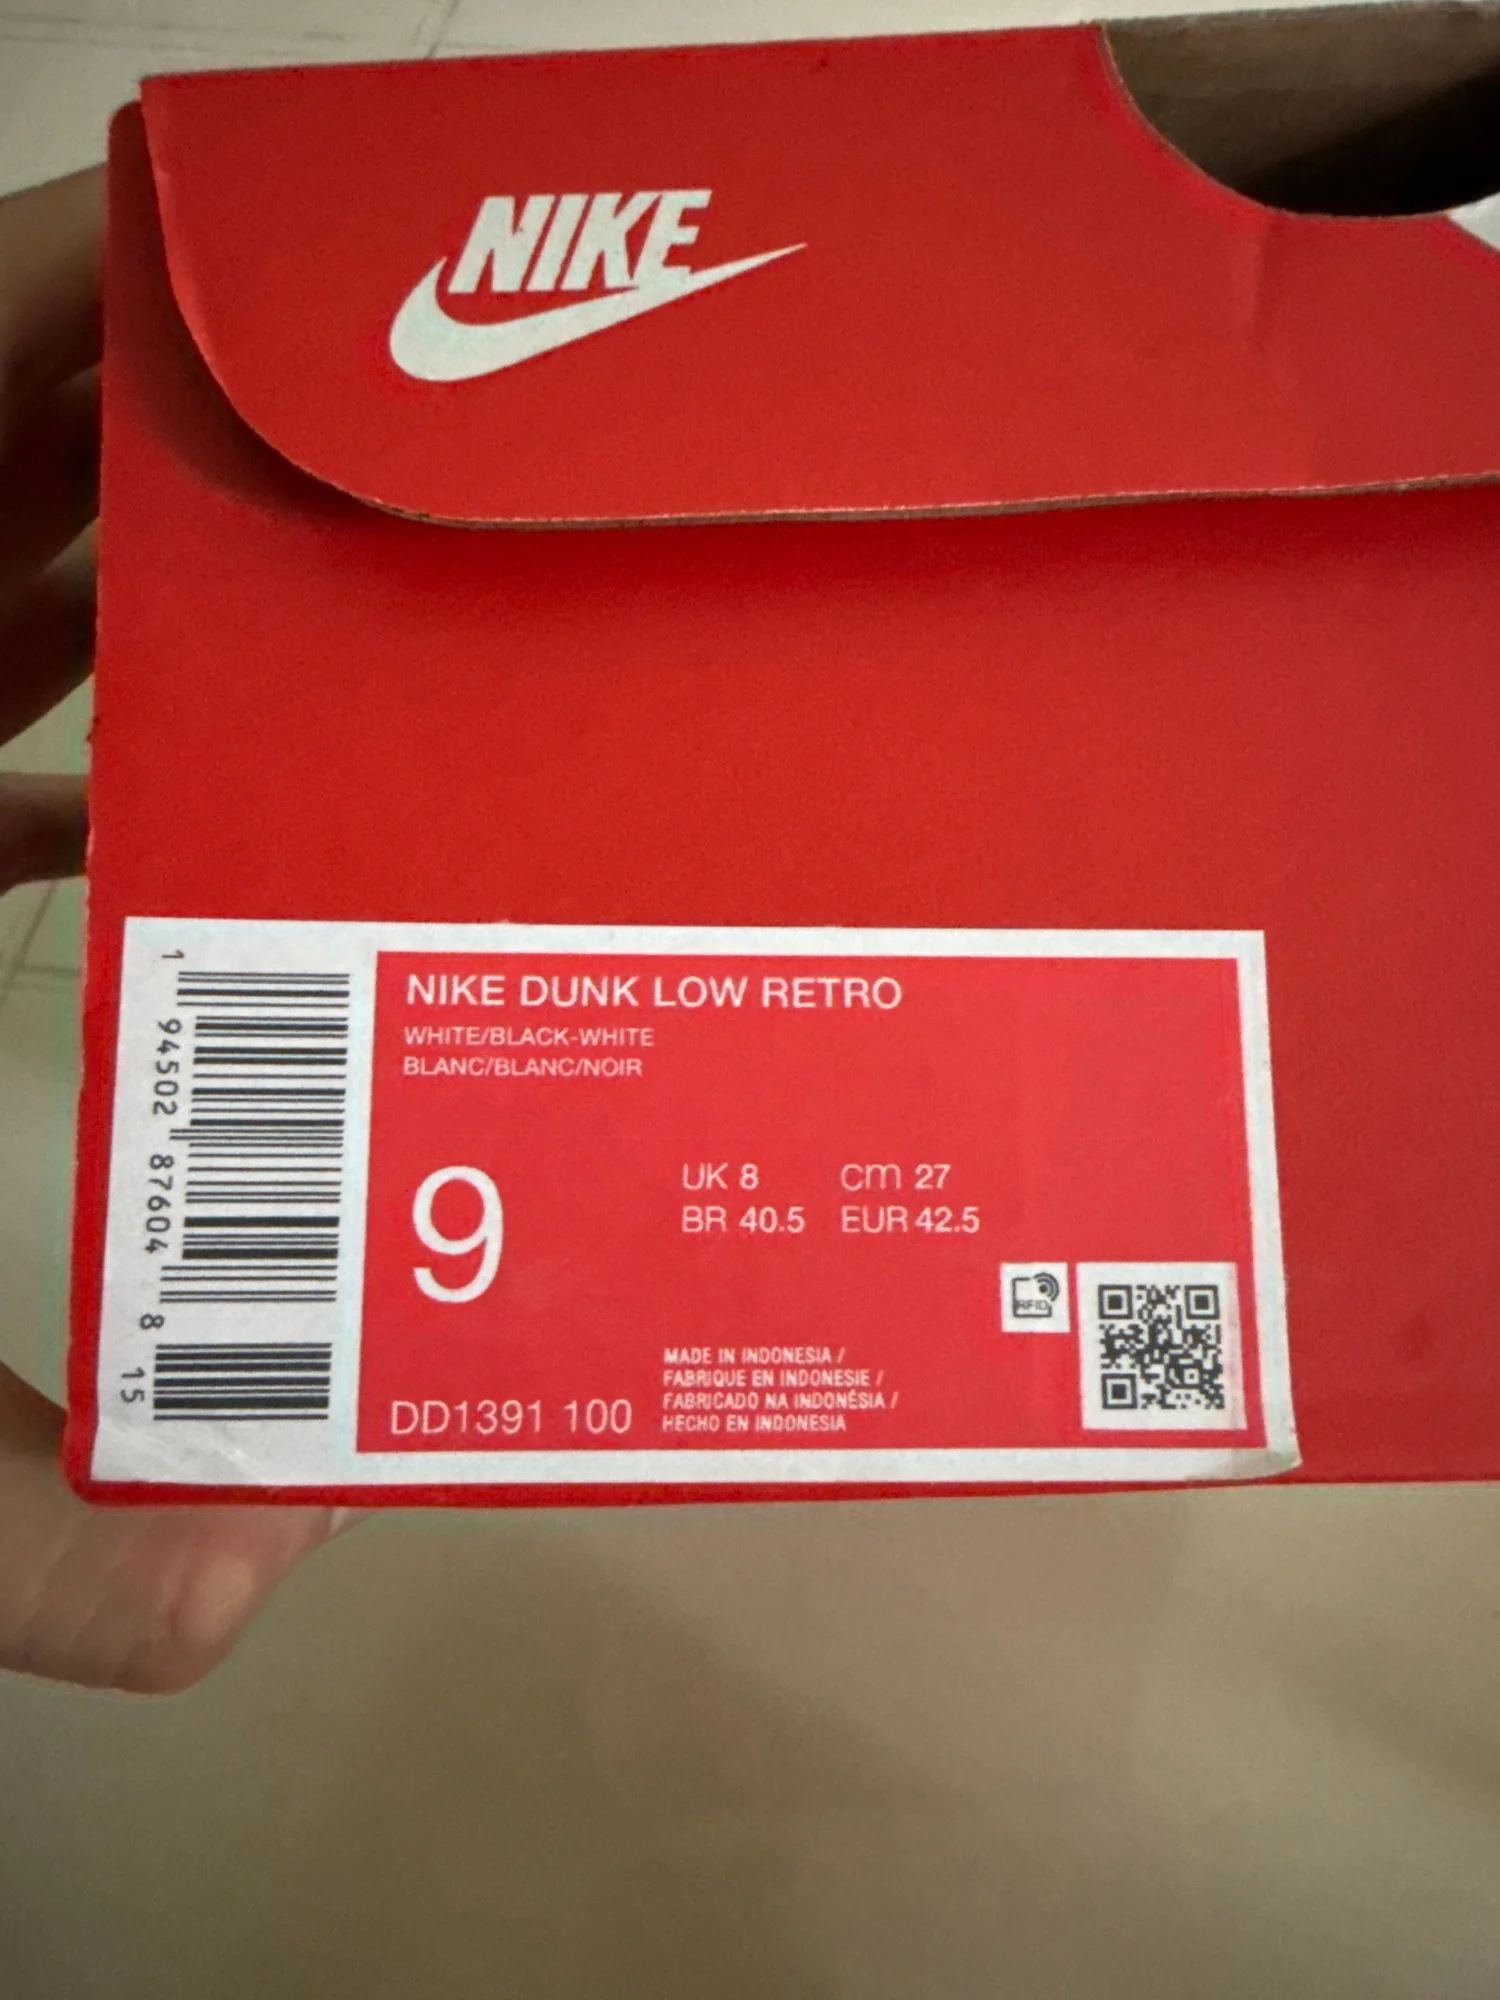 NIKE
NIKE DUNK LOW RETRO
WHITE/BLACK-WHITE
BLANC/BLANC/NOIR
9
UK 8 CM 27
BR 40.5 EUR 42.5
RFID
MADE IN INDONESIA /
FABRIQUE EN INDONESIE /
FABRICADO NA INDONÉSIA /
HECHO EN INDONESIA
DD1391 100
1 94502 87604 8 15